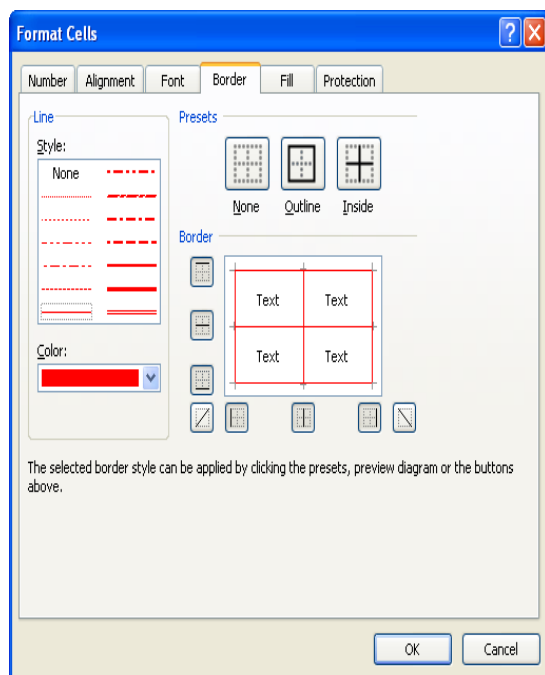 Format Cells
Number Alignment Font Border Fill Protection
Line
Presets
Style:
None
None Outline Inside
Border
Text Text
Text Text
Color:
The selected border style can be applied by clicking the presets, preview diagram or the buttons
above.
OK Cancel